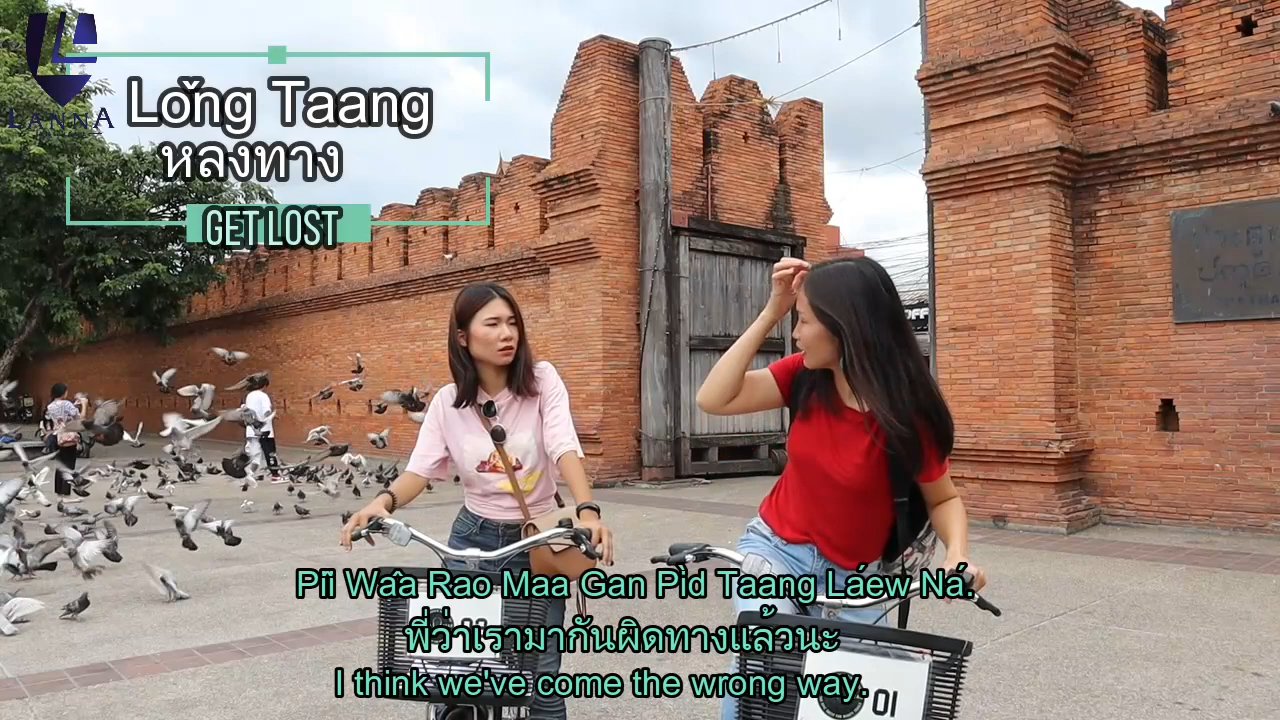 LANNA
Lǒng Taang
หลงทาง
GET LOST
Pîi Wâa Rao Maa Gan Pìd Taang Láew Ná.
พี่ว่าเรามากันผิดทางแล้วนะ
I think we've come the wrong way.
01